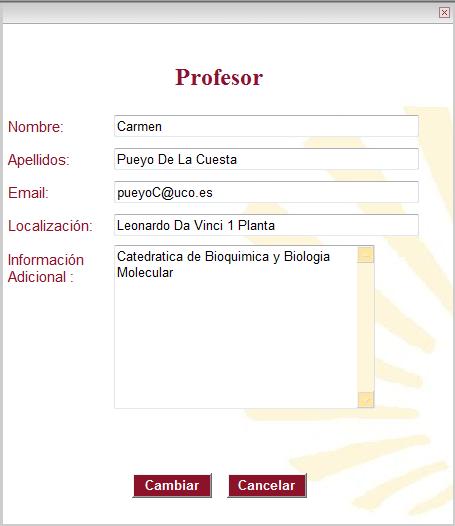 Profesor
Nombre: Carmen
Apellidos: Pueyo De La Cuesta
Email: pueyoC@uco.es
Localización: Leonardo Da Vinci 1 Planta
Información
Adicional :
Catedratica de Bioquimica y Biologia
Molecular
Cambiar Cancelar